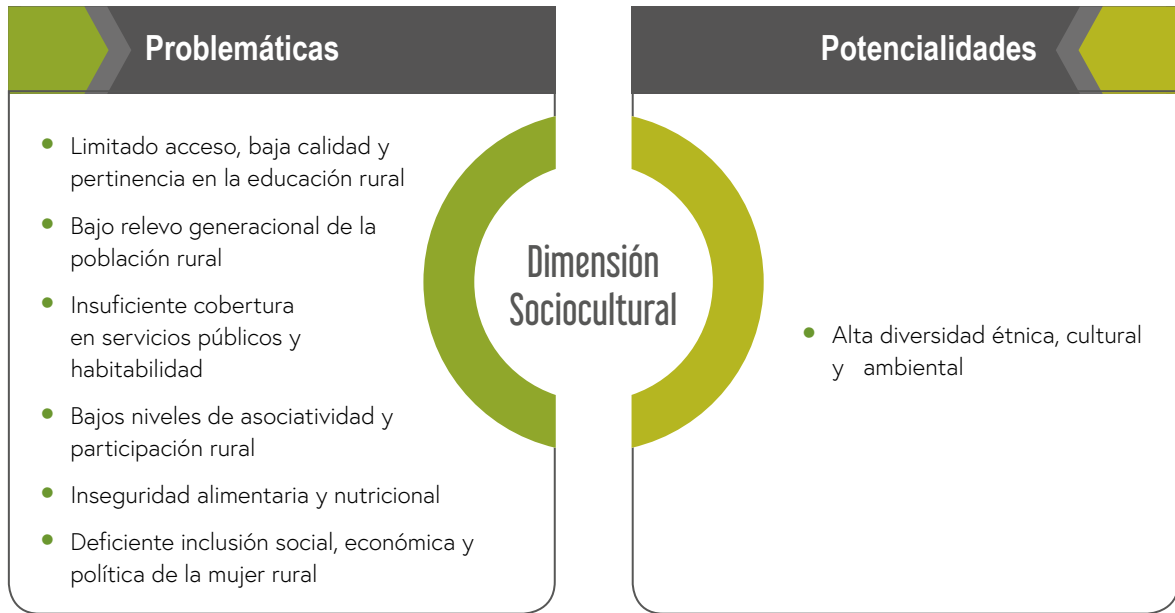 Problemáticas
Limitado acceso, baja calidad y
pertinencia en la educación rural
Bajo relevo generacional de la
población rural
Insuficiente cobertura
en servicios públicos y
habitabilidad
Bajos niveles de asociatividad y
participación rural
Inseguridad alimentaria y nutricional
Deficiente inclusión social, económica y
política de la mujer rural
Dimensión
Sociocultural
Potencialidades
Alta diversidad étnica, cultural
y ambiental